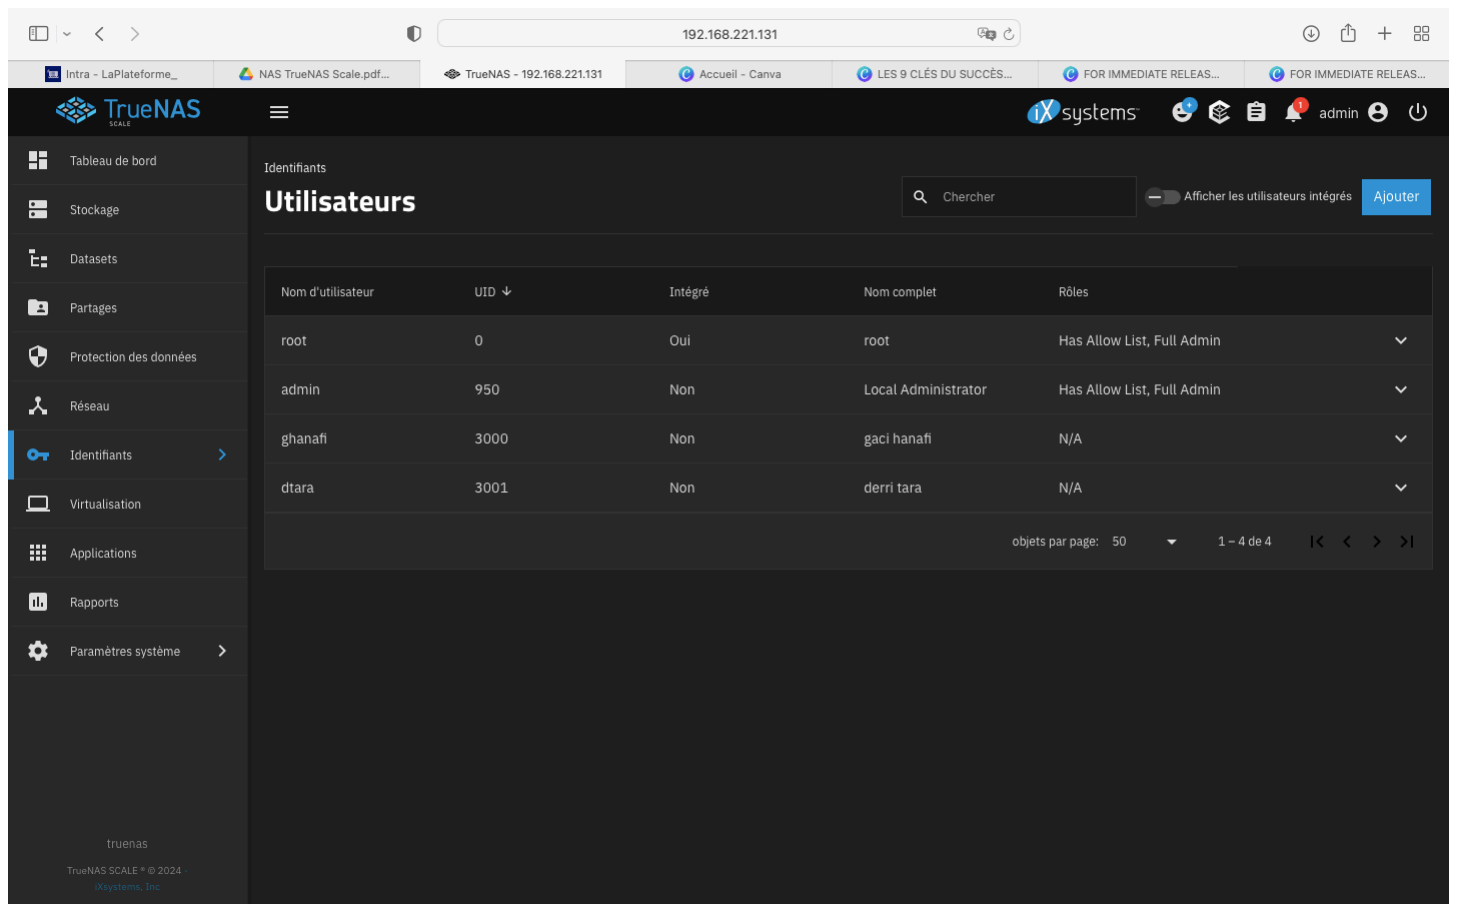 192.168.221.131
Intra - LaPlateforme_
NAS TrueNAS Scale.pdf...
TrueNAS - 192.168.221.131
Accueil - Canva
LES 9 CLÉS DU SUCCÈS...
FOR IMMEDIATE RELEAS...
FOR IMMEDIATE RELEAS...
TrueNAS
SCALE
iXsystems
1
admin
Tableau de bord
Stockage
Datasets
Partages
Protection des données
Réseau
Identifiants
Virtualisation
Applications
Rapports
Paramètres système
truenas
TrueNAS SCALE ® © 2024 -
iXsystems, Inc
Identifiants
Utilisateurs
Chercher
Afficher les utilisateurs intégrés
Ajouter
Nom d'utilisateur UID Intégré Nom complet Rôles
root 0 Oui root Has Allow List, Full Admin
admin 950 Non Local Administrator Has Allow List, Full Admin
ghanafi 3000 Non gaci hanafi N/A
dtara 3001 Non derri tara N/A
objets par page: 50 1 – 4 de 4